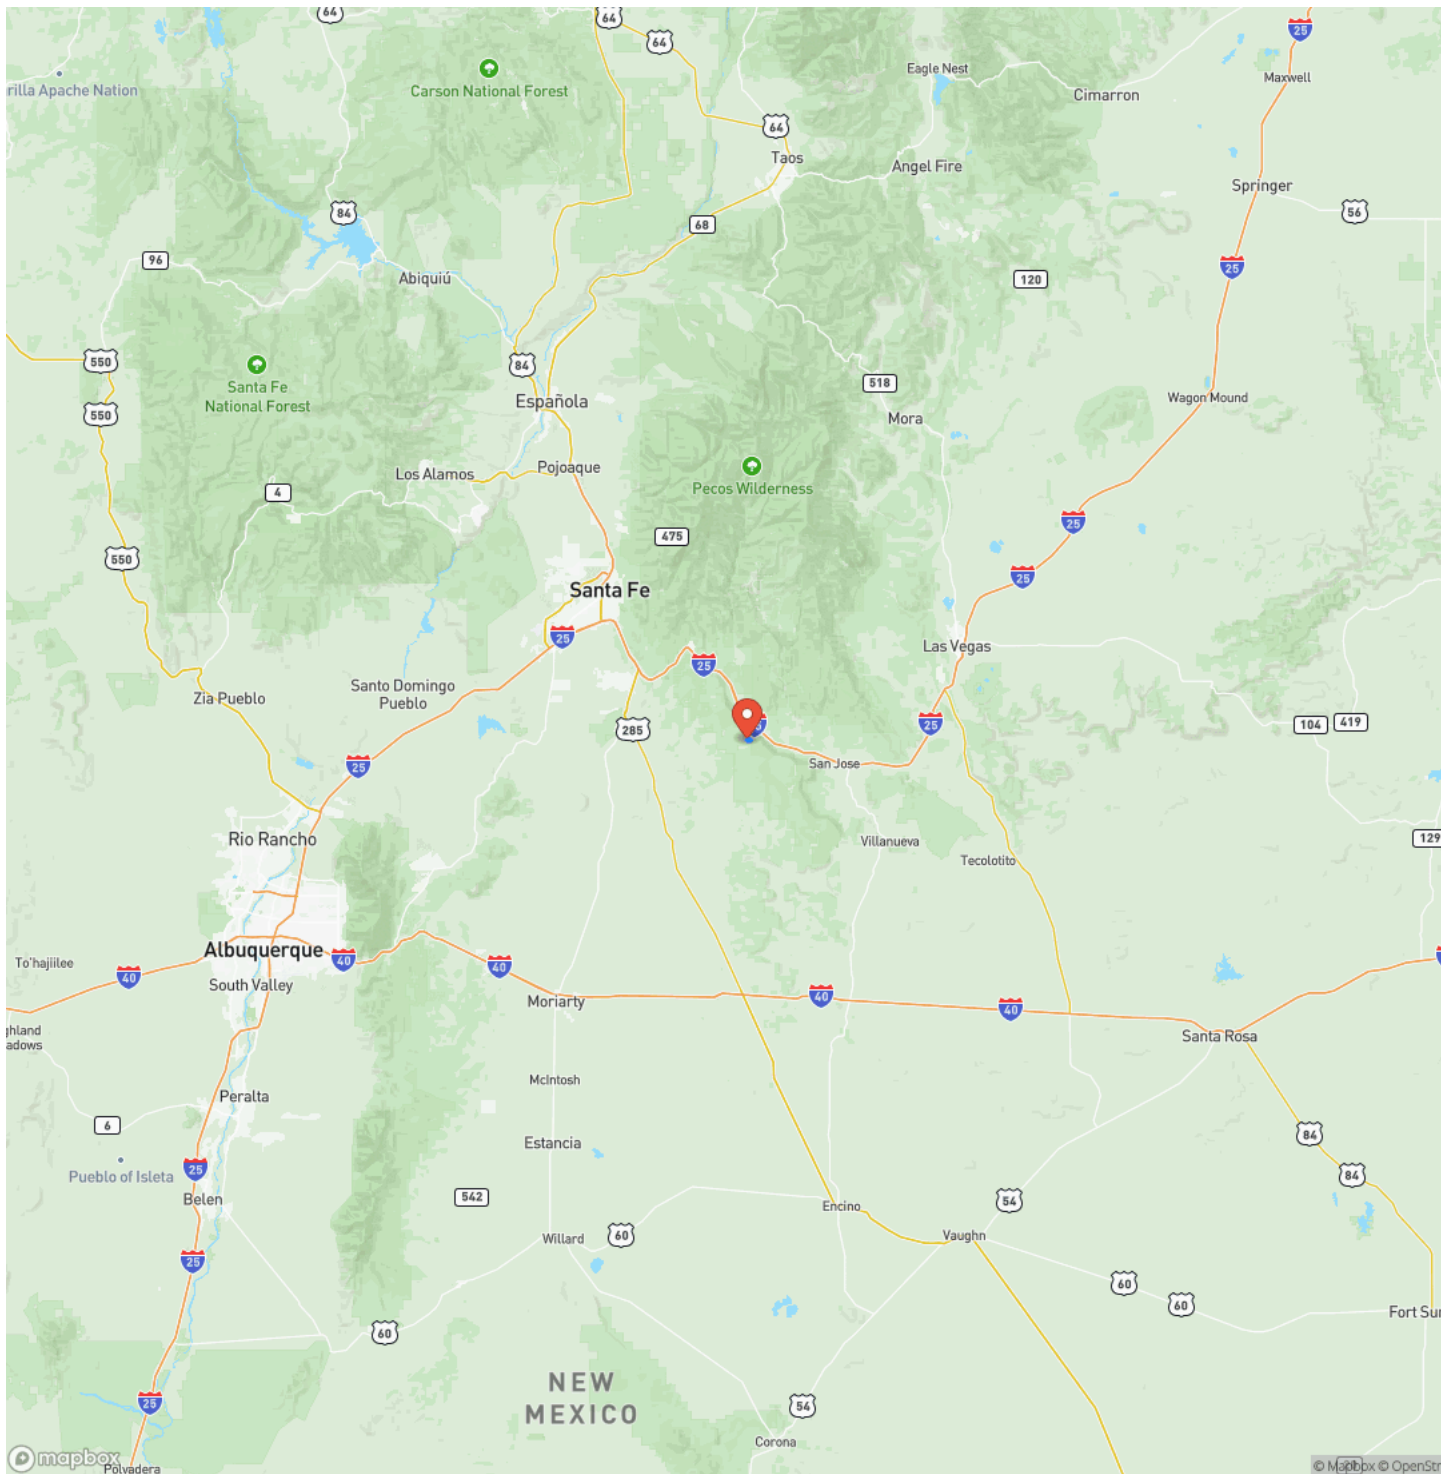 64
64
64
25
Eagle Nest
Maxwell
rilla Apache Nation
Carson National Forest
Cimarron
64
Taos
Angel Fire
Springer
84
68
56
96
25
Abiquiú
120
550
84
Santa Fe
National Forest
518
550
Española
Wagon Mound
Mora
Los Alamos
Pojoaque
Pecos Wilderness
4
25
475
550
25
Santa Fe
25
Las Vegas
25
Zia Pueblo
Santo Domingo
Pueblo
285
25
104
419
25
San Jose
Rio Rancho
Villanueva
129
Tecolotito
Albuquerque
40
To'hajiilee
40
40
South Valley
40
40
Moriarty
ghland
adows
Santa Rosa
McIntosh
Peralta
6
Estancia
84
Pueblo of Isleta
25
84
Belen
542
54
Encino
60
Willard
Vaughn
25
60
60
60
Fort Sun
NEW
MEXICO
25
54
Corona
mapbox
Polvadera
© Mapbox © OpenStr